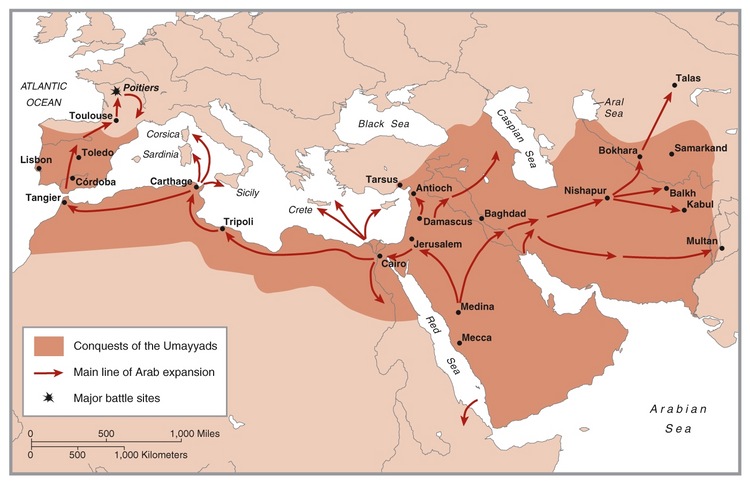 ATLANTIC
OCEAN
Poitiers
Toulouse
Corsica
Sardinia
Lisbon
Toledo
Córdoba
Carthage
Sicily
Tangier
Tripoli
Black Sea
Caspian
Sea
Aral
Sea
Talas
Bokhara
Samarkand
Tarsus
Antioch
Crete
Damascus
Baghdad
Nishapur
Balkh
Kabul
Jerusalem
Multan
Cairo
Medina
Mecca
Red
Sea
Arabian
Sea
Conquests of the Umayyads
Main line of Arab expansion
Major battle sites
0 500 1,000 Miles
0 500 1,000 Kilometers